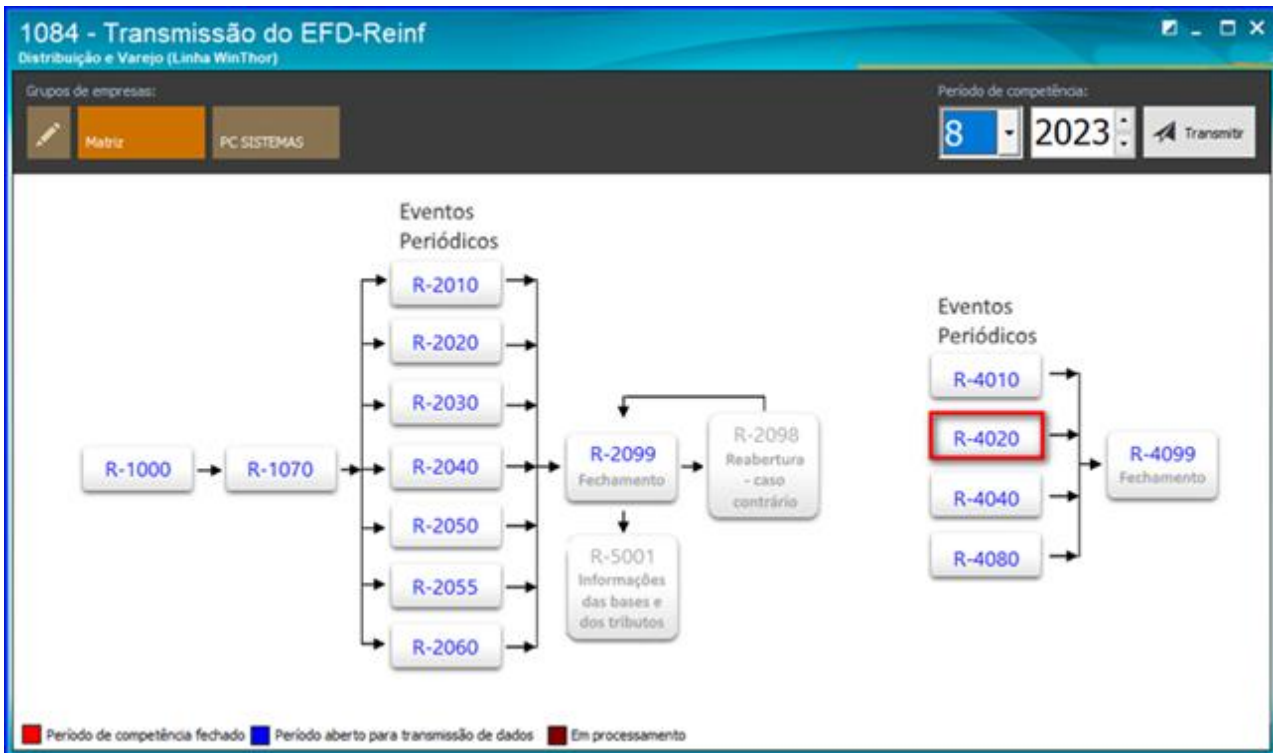 1084 - Transmissão do EFD-Reinf
Distribuição e Varejo (Linha WinThor)
Grupos de empresas:
Matriz
PC SISTEMAS
Período de competência:
8
2023
Transmitir
Eventos
Periódicos
R-2010
R-2020
R-2030
R-1000
R-1070
R-2040
R-2050
R-2055
R-2060
R-2099
Fechamento
R-2098
Reabertura
- caso
contrário
R-5001
Informações
das bases e
dos tributos
Eventos
Periódicos
R-4010
R-4020
R-4040
R-4080
R-4099
Fechamento
Período de competência fechado
Período aberto para transmissão de dados
Em processamento